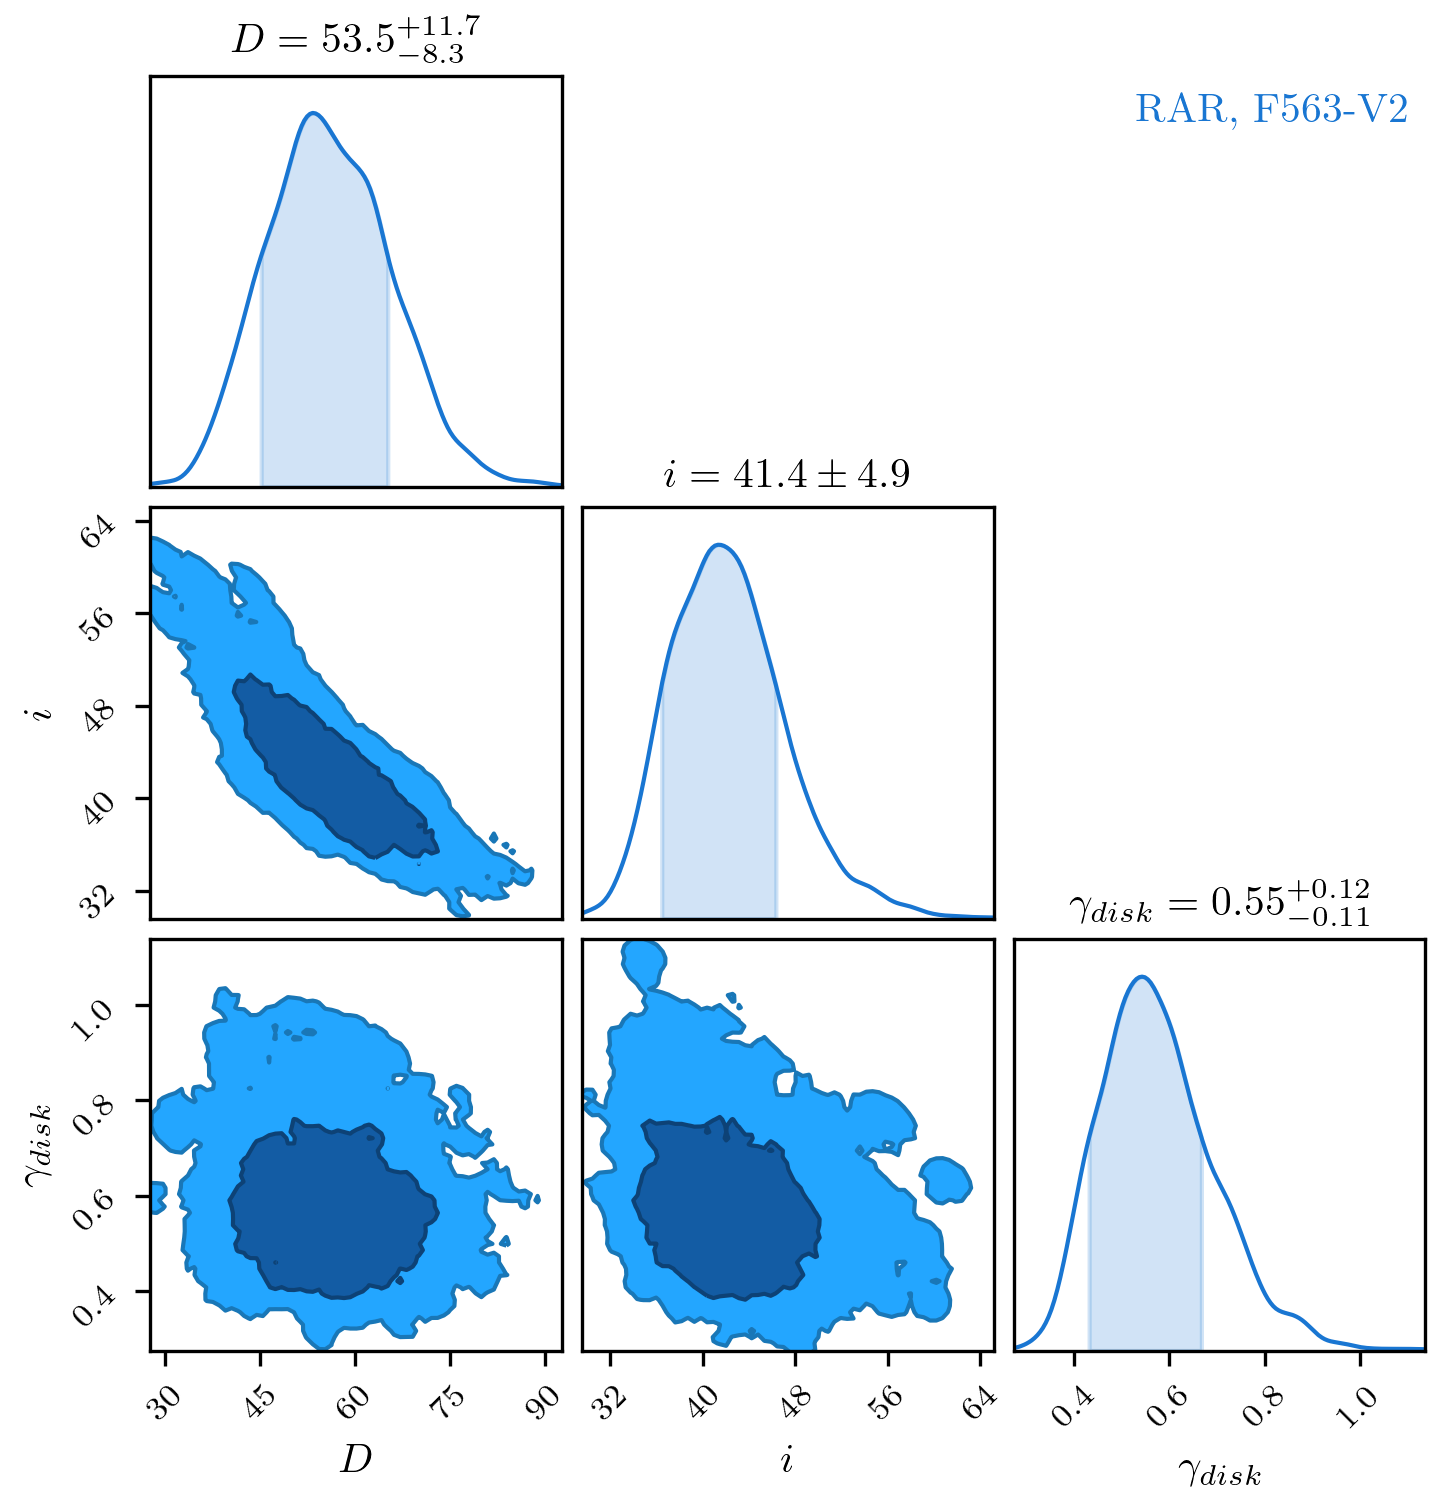 D = 53.5^{+11.7}_{-8.3}
RAR, F563-V2
i = 41.4 ± 4.9
64
56
48
40
32
i
γ_{disk} = 0.55^{+0.12}_{-0.11}
1.0
0.8
0.6
0.4
γ_{disk}
30 45 60 75 90
32 40 48 56 64
0.4 0.6 0.8 1.0
D
i
γ_{disk}